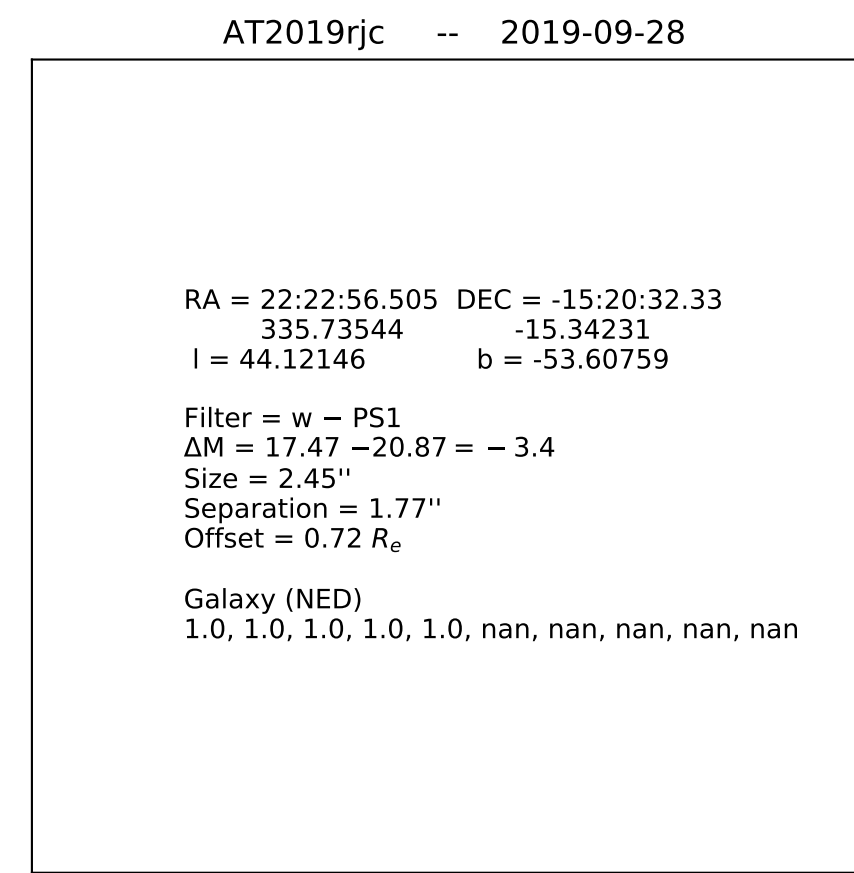 AT2019rjc -- 2019-09-28
RA = 22:22:56.505 DEC = -15:20:32.33
335.73544 -15.34231
l = 44.12146 b = -53.60759
Filter = w − PS1
ΔM = 17.47 −20.87 = − 3.4
Size = 2.45''
Separation = 1.77''
Offset = 0.72 Re
Galaxy (NED)
1.0, 1.0, 1.0, 1.0, 1.0, nan, nan, nan, nan, nan